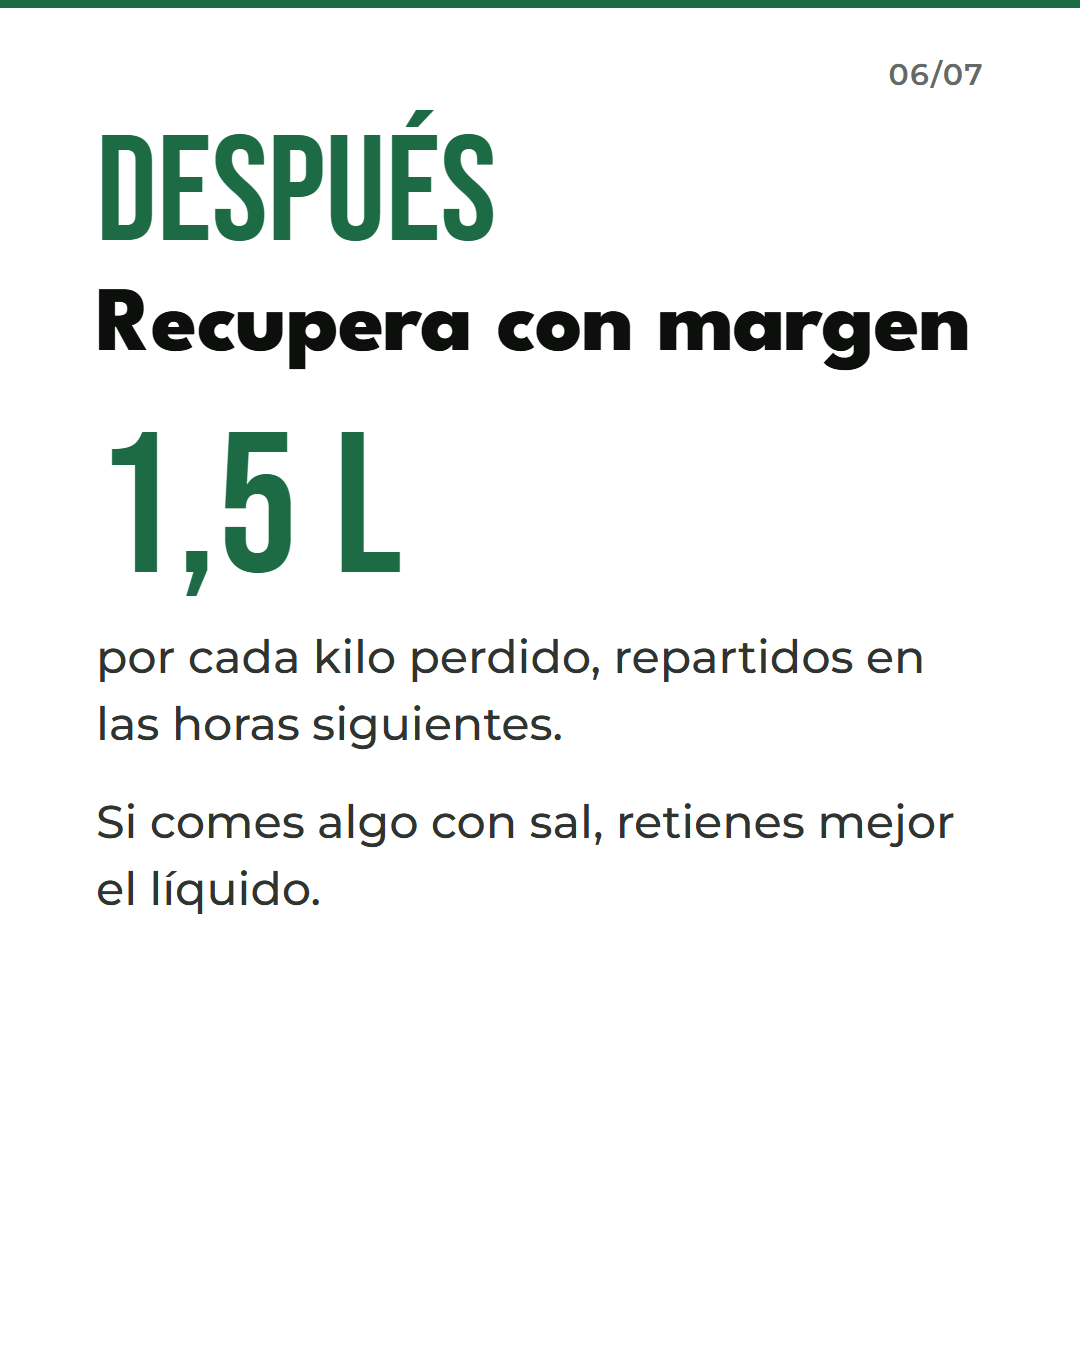 06/07
DESPUÉS
Recupera con margen
1,5 L
por cada kilo perdido, repartidos en
las horas siguientes.
Si comes algo con sal, retienes mejor
el líquido.